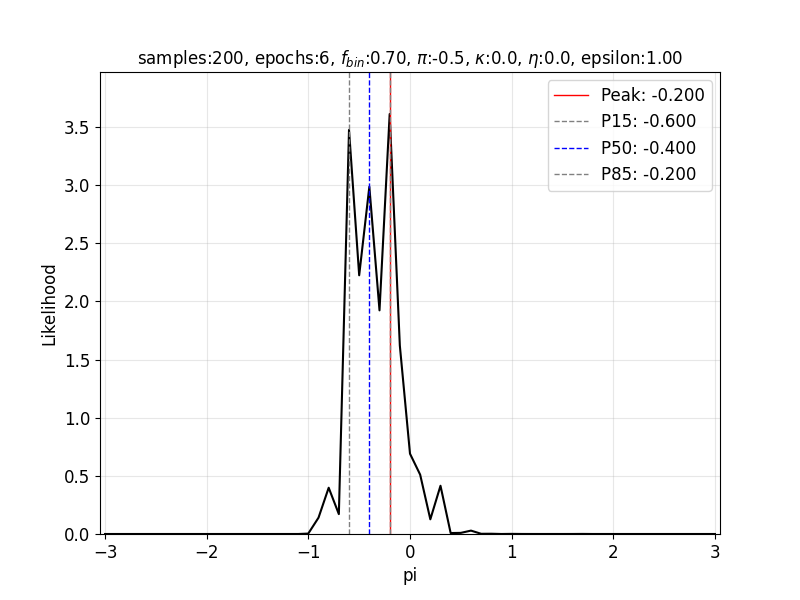 samples:200, epochs:6, f_bin:0.70, π:-0.5, κ:0.0, η:0.0, epsilon:1.00
Peak: -0.200
P15: -0.600
P50: -0.400
P85: -0.200
3.5
3.0
2.5
2.0
1.5
1.0
0.5
0.0
Likelihood
−3 −2 −1 0 1 2 3
pi